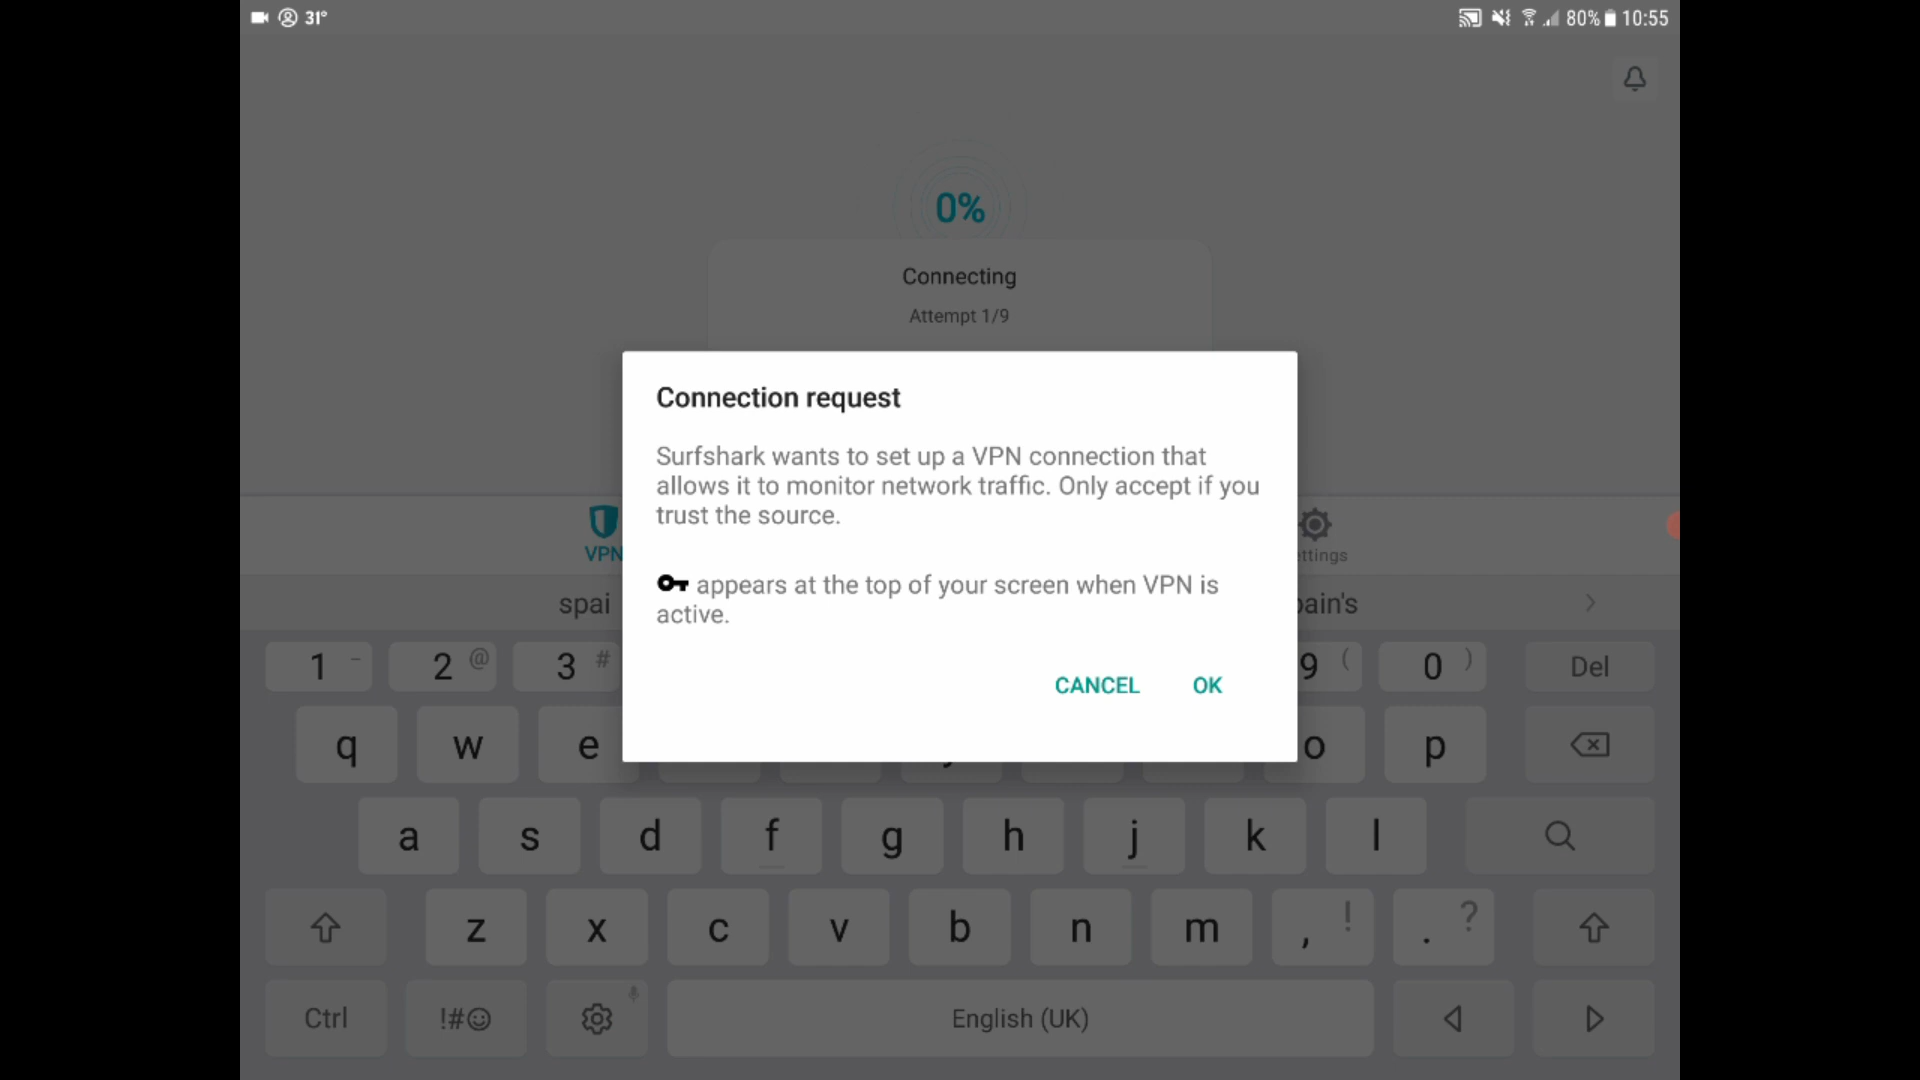 31°
80% 10:55
0%
Connecting
Attempt 1/9
Connection request
Surfshark wants to set up a VPN connection that
allows it to monitor network traffic. Only accept if you
trust the source.
appears at the top of your screen when VPN is
active.
CANCEL OK
VPN
ettings
spai
pain's
1 - 2 @ 3 # 9 ( 0 ) Del
q w e o p
a s d f g h j k l
z x c v b n m , ! . ?
Ctrl !#☺ English (UK)